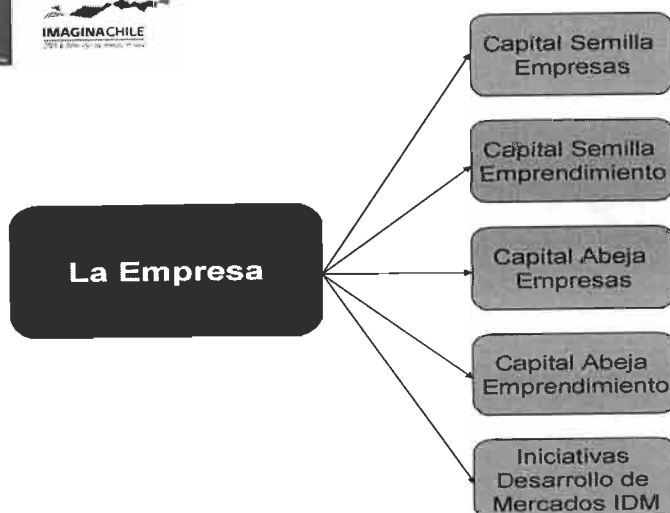 IMAGINACHILE
La Empresa
Capital Semilla
Empresas
Capital Semilla
Emprendimiento
Capital Abeja
Empresas
Capital Abeja
Emprendimiento
Iniciativas
Desarrollo de
Mercados IDM